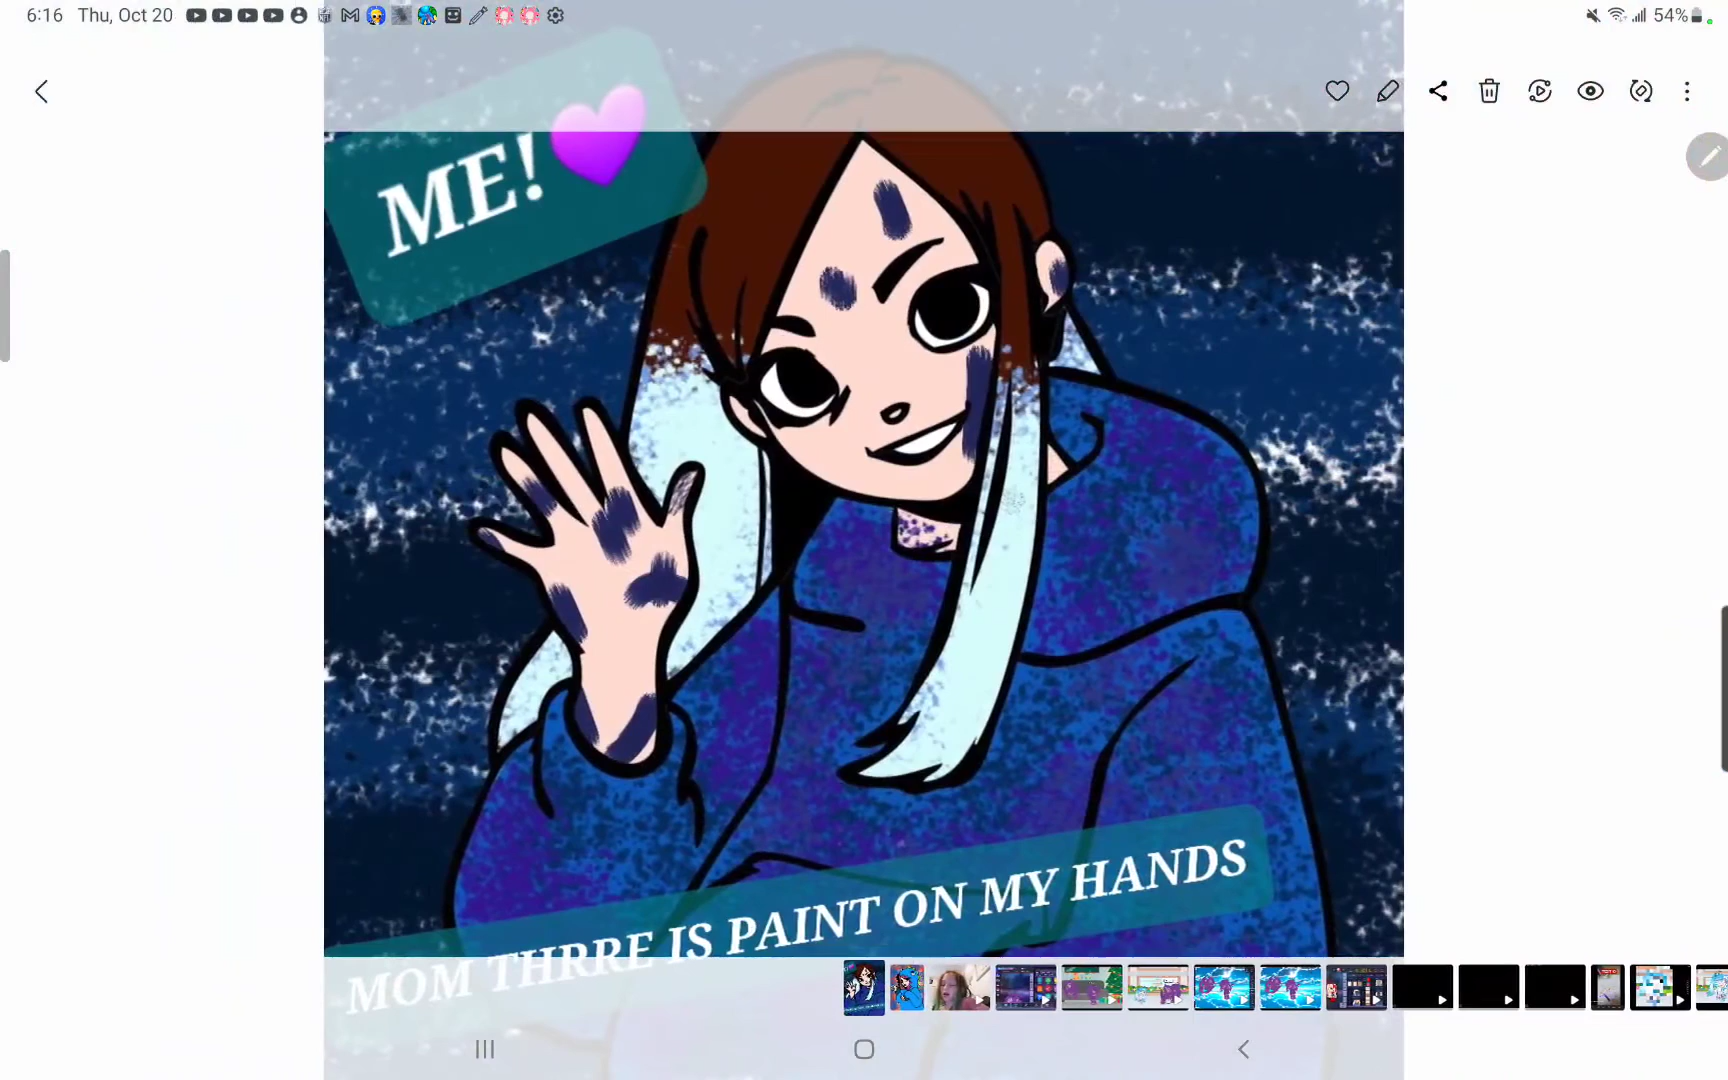 6:16 Thu, Oct 20
54%
ME!💜
MOM THRRE IS PAINT ON MY HANDS